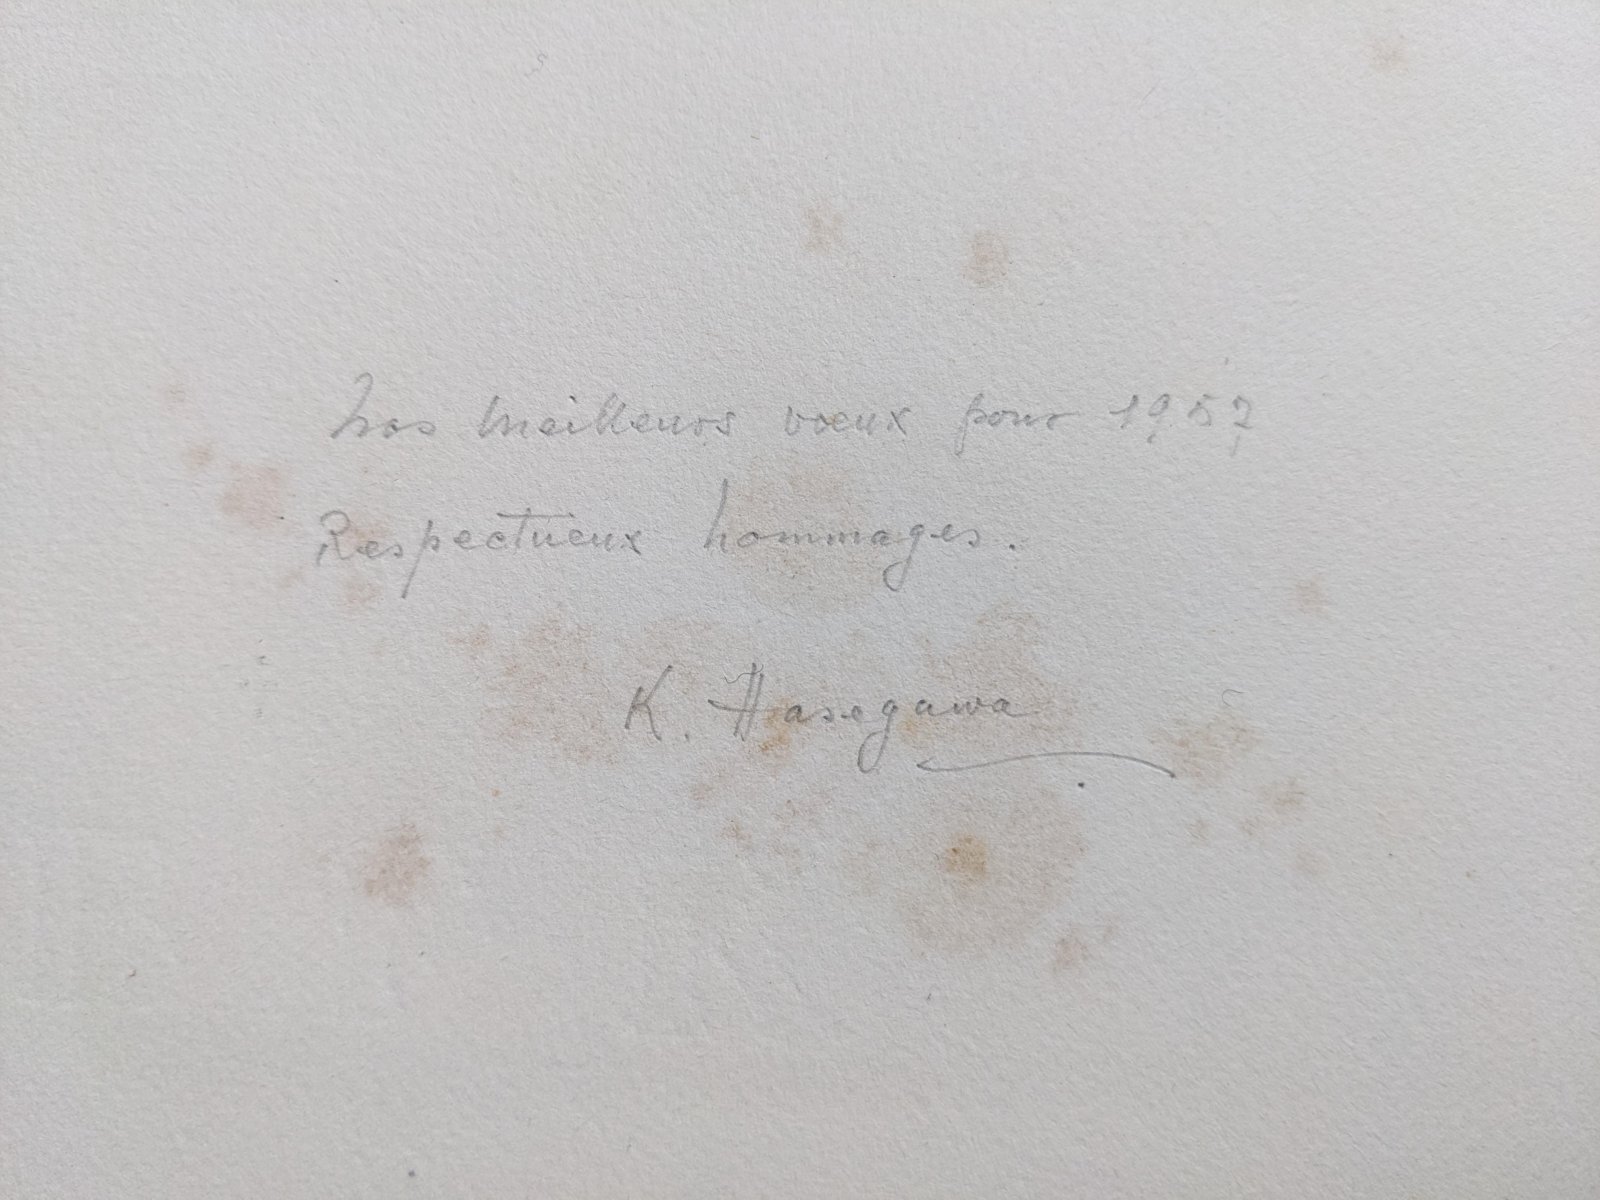 Nos meilleurs voeux pour 1957
Respectueux hommages.
K. Hasegawa